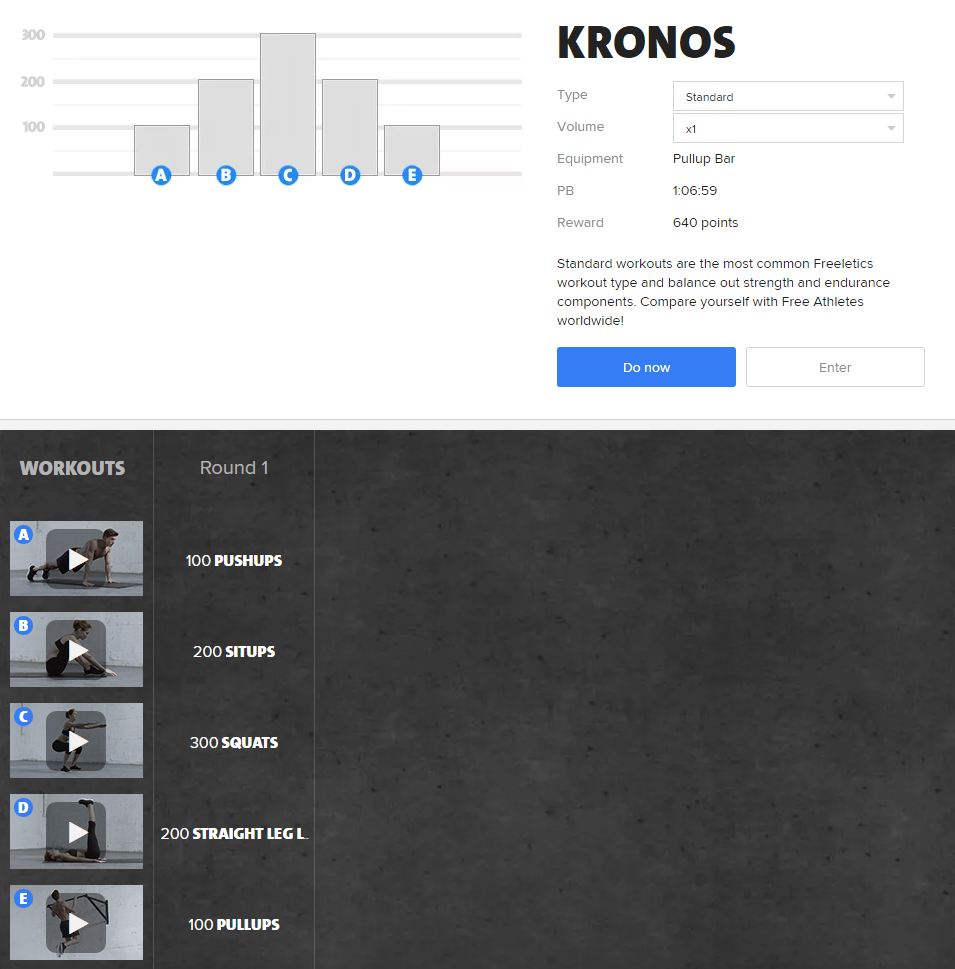 300
200
100
A B C D E
KRONOS
Type Standard
Volume x1
Equipment Pullup Bar
PB 1:06:59
Reward 640 points
Standard workouts are the most common Freeletics
workout type and balance out strength and endurance
components. Compare yourself with Free Athletes
worldwide!
Do now Enter
WORKOUTS Round 1
A 100 PUSHUPS
B 200 SITUPS
C 300 SQUATS
D 200 STRAIGHT LEG L.
E 100 PULLUPS